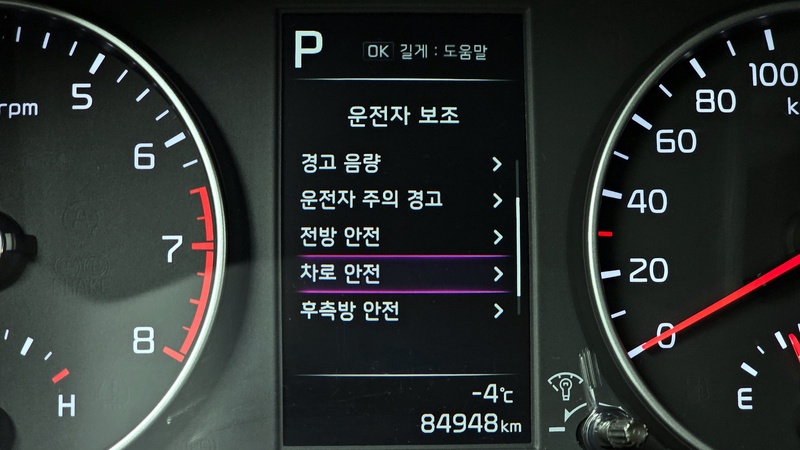 P
OK 길게 : 도움말
운전자 보조
경고 음량
운전자 주의 경고
전방 안전
차로 안전
후측방 안전
-4℃
84948km
rpm
5
6
7
8
H
100
80
60
40
20
0
E